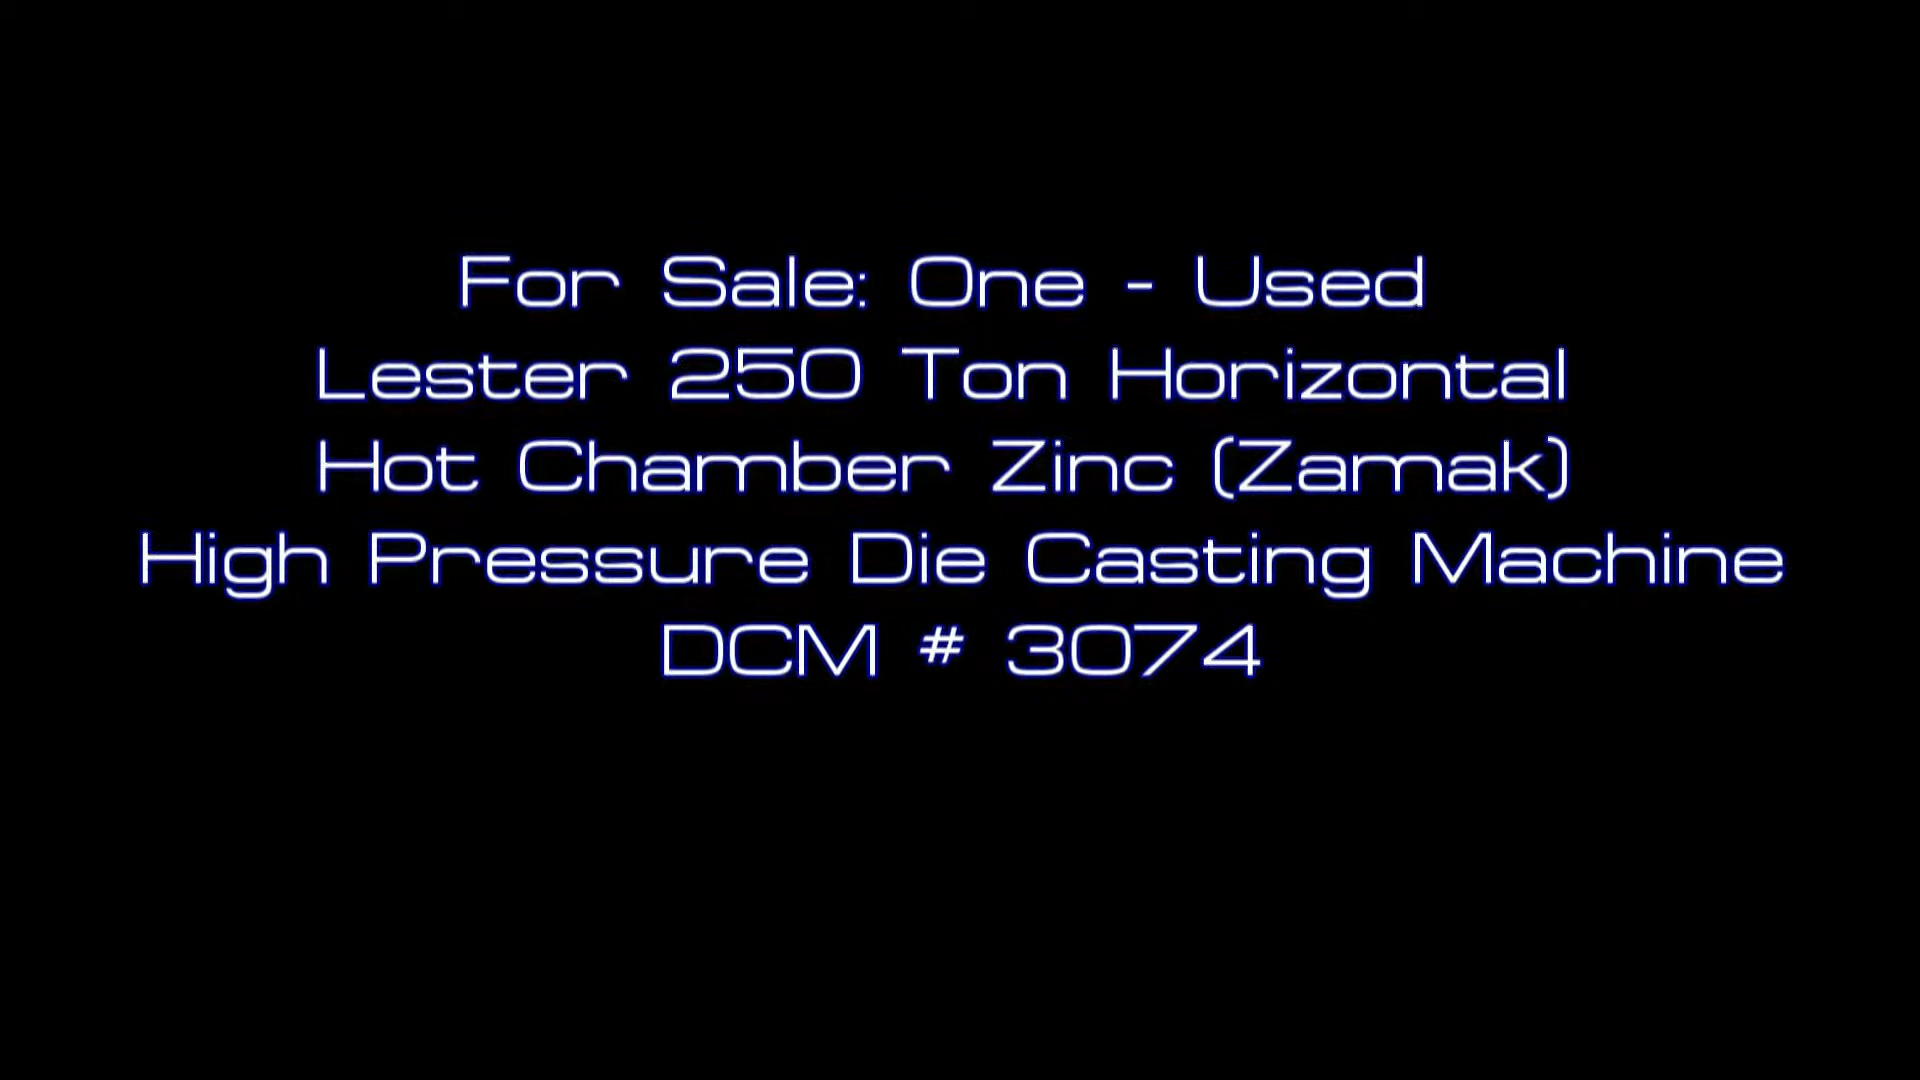 For Sale: One - Used
Lester 250 Ton Horizontal
Hot Chamber Zinc (Zamak)
High Pressure Die Casting Machine
DCM # 3074